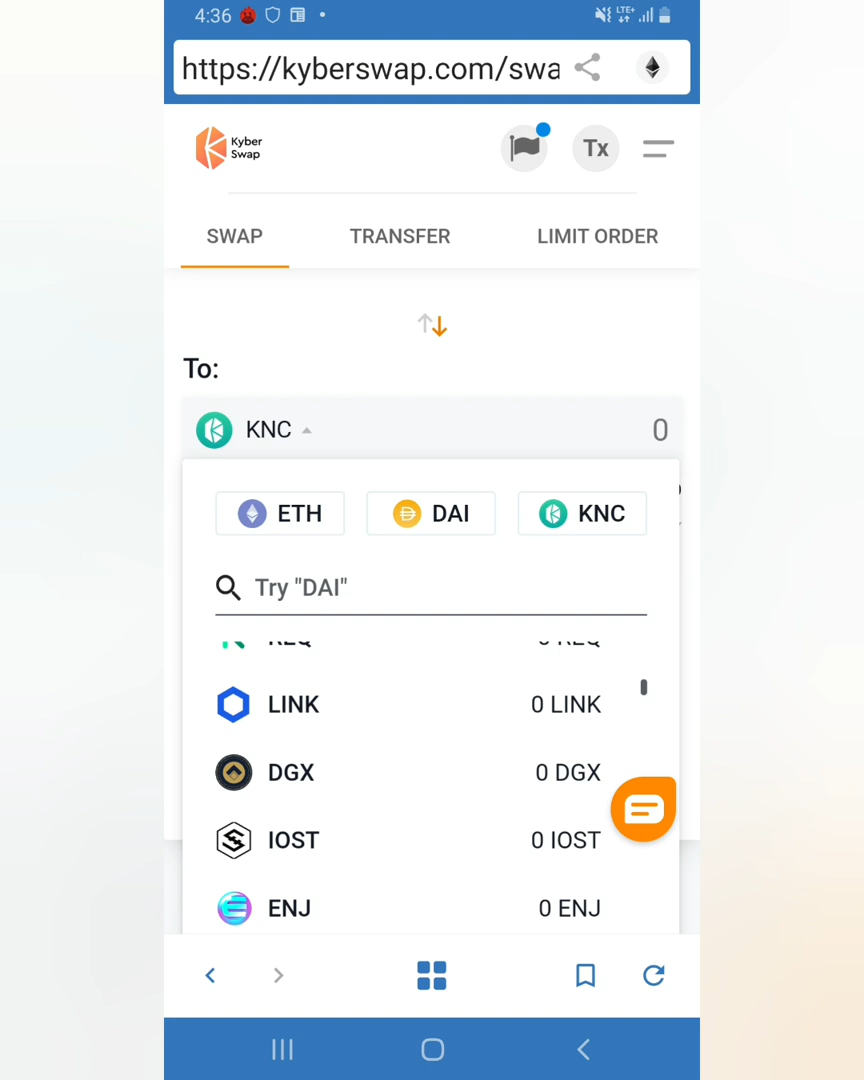 4:36
LTE+
https://kyberswap.com/swa
Kyber
Swap
Tx
SWAP
TRANSFER
LIMIT ORDER
To:
KNC
0
ETH
DAI
KNC
Try "DAI"
LINK
0 LINK
DGX
0 DGX
IOST
0 IOST
ENJ
0 ENJ